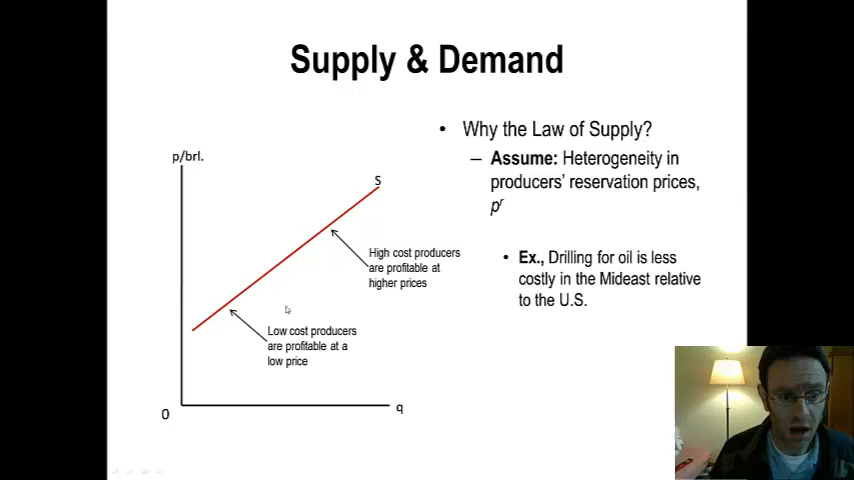 Supply & Demand
• Why the Law of Supply?
– Assume: Heterogeneity in
producers' reservation prices,
pʳ
• Ex., Drilling for oil is less
costly in the Mideast relative
to the U.S.
p/brl.
S
High cost producers
are profitable at
higher prices
Low cost producers
are profitable at a
low price
0
q